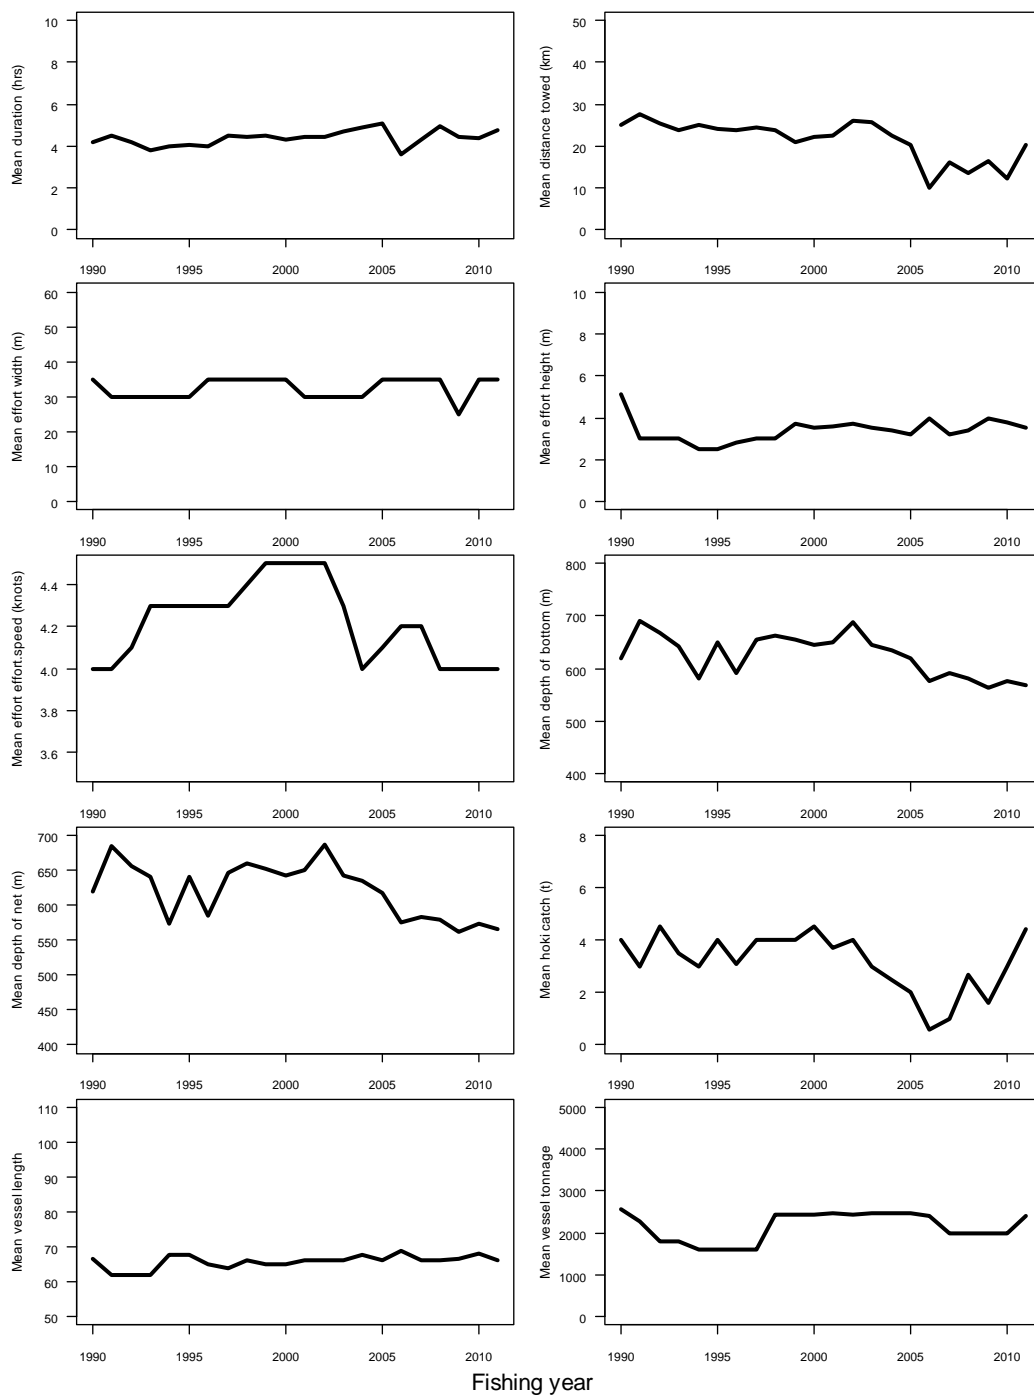 Mean duration (hrs)
10
8
6
4
2
0
1990 1995 2000 2005 2010
Mean distance towed (km)
50
40
30
20
10
0
1990 1995 2000 2005 2010
Mean effort width (m)
60
50
40
30
20
10
0
1990 1995 2000 2005 2010
Mean effort height (m)
10
8
6
4
2
0
1990 1995 2000 2005 2010
Mean effort effort.speed (knots)
4.4
4.2
4.0
3.8
3.6
1990 1995 2000 2005 2010
Mean depth of bottom (m)
800
700
600
500
400
1990 1995 2000 2005 2010
Mean depth of net (m)
700
650
600
550
500
450
400
1990 1995 2000 2005 2010
Mean hoki catch (t)
8
6
4
2
0
1990 1995 2000 2005 2010
Mean vessel length
110
100
90
80
70
60
50
1990 1995 2000 2005 2010
Mean vessel tonnage
5000
4000
3000
2000
1000
0
1990 1995 2000 2005 2010
Fishing year